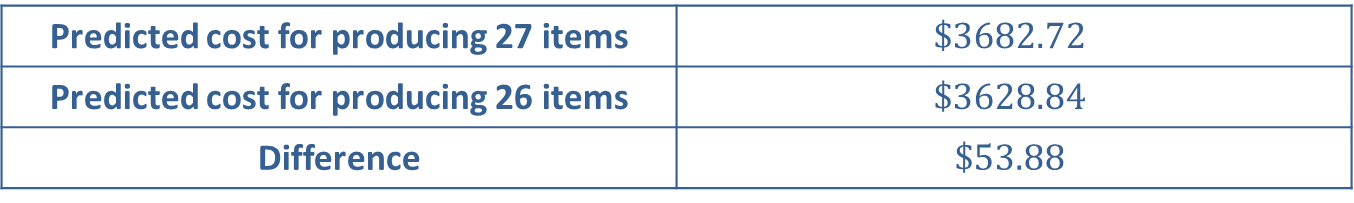 Predicted cost for producing 27 items $3682.72
Predicted cost for producing 26 items $3628.84
Difference $53.88